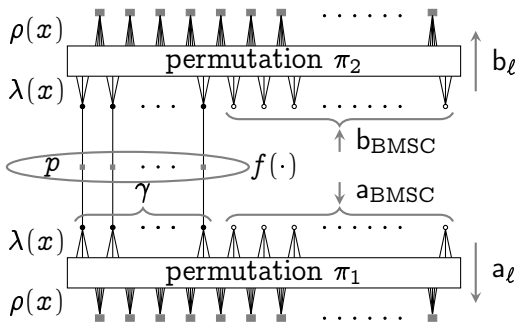 ρ(x) ······
permutation π₂ b_ℓ
λ(x) ··· ······
b_BMSC
p ··· f(·)
γ a_BMSC
λ(x) ··· ······
permutation π₁ a_ℓ
ρ(x) ······